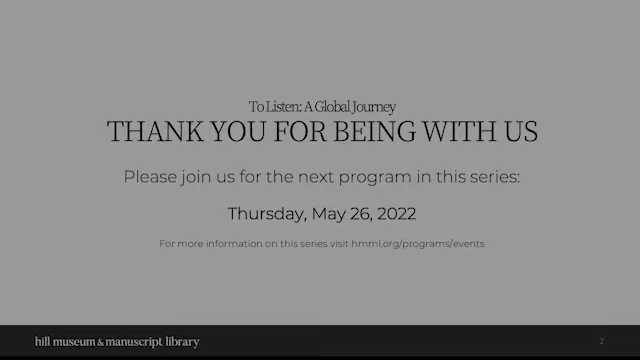 To Listen: A Global Journey
THANK YOU FOR BEING WITH US
Please join us for the next program in this series:
Thursday, May 26, 2022
For more information on this series visit hmml.org/programs/events
hill museum & manuscript library
2